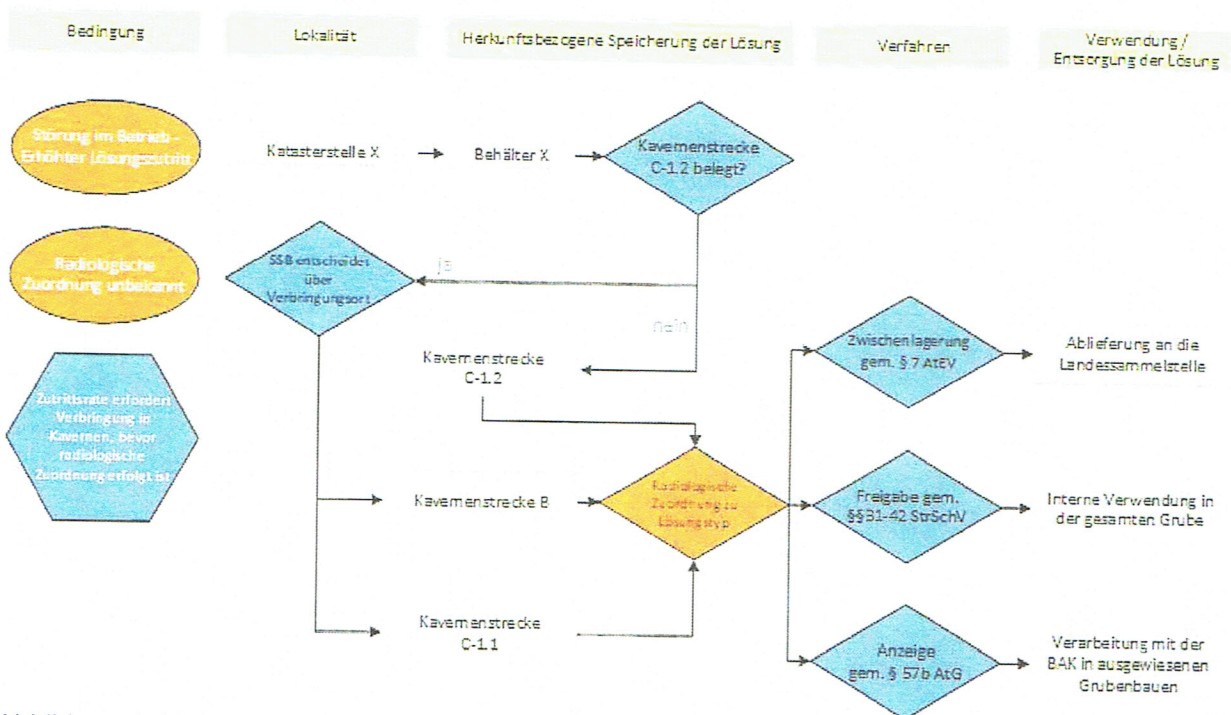 Bedingung
Lokalität
Herkunftsbezogene Speicherung der Lösung
Verfahren
Verwendung /
Entsorgung der Lösung
Störung im Betrieb -
Erhöhter Lösungszutritt
Katasterstelle X
Behälter X
Kavernenstrecke
C-1.2 belegt?
Radiologische
Zuordnung unbekannt
SSB entscheidet
über
Verbringungsort
ja
nein
Zutrittsrate erfordert
Verbringung in
Kavernen, bevor
radiologische
Zuordnung erfolgt ist
Kavernenstrecke
C-1.2
Zwischenlagerung
gem. § 7 AtEV
Ablieferung an die
Landessammelstelle
Kavernenstrecke B
Radiologische
Zuordnung zu
Lösungstyp
Freigabe gem.
§§31-42 StrSchV
Interne Verwendung in
der gesamten Grube
Kavernenstrecke
C-1.1
Anzeige
gem. § 57b AtG
Verarbeitung mit der
BAK in ausgewiesenen
Grubenbauen